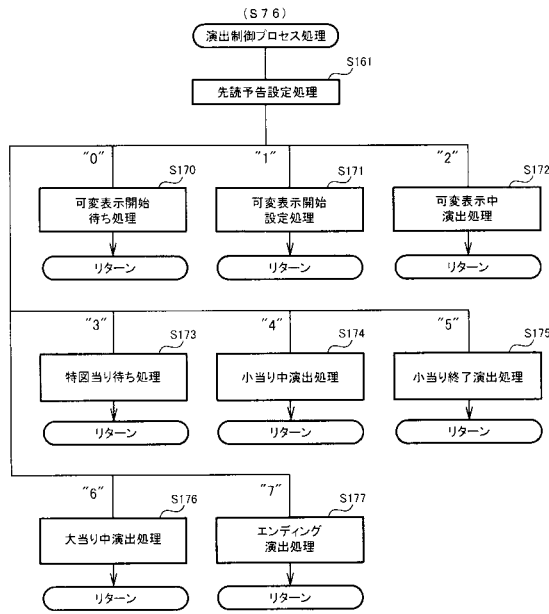 (S76)
演出制御プロセス処理
S161
先読予告設定処理
"0"
"1"
"2"
S170
S171
S172
可変表示開始
待ち処理
可変表示開始
設定処理
可変表示中
演出処理
リターン
リターン
リターン
"3"
"4"
"5"
S173
S174
S175
特図当り待ち処理
小当り中演出処理
小当り終了演出処理
リターン
リターン
リターン
"6"
"7"
S176
S177
大当り中演出処理
エンディング
演出処理
リターン
リターン